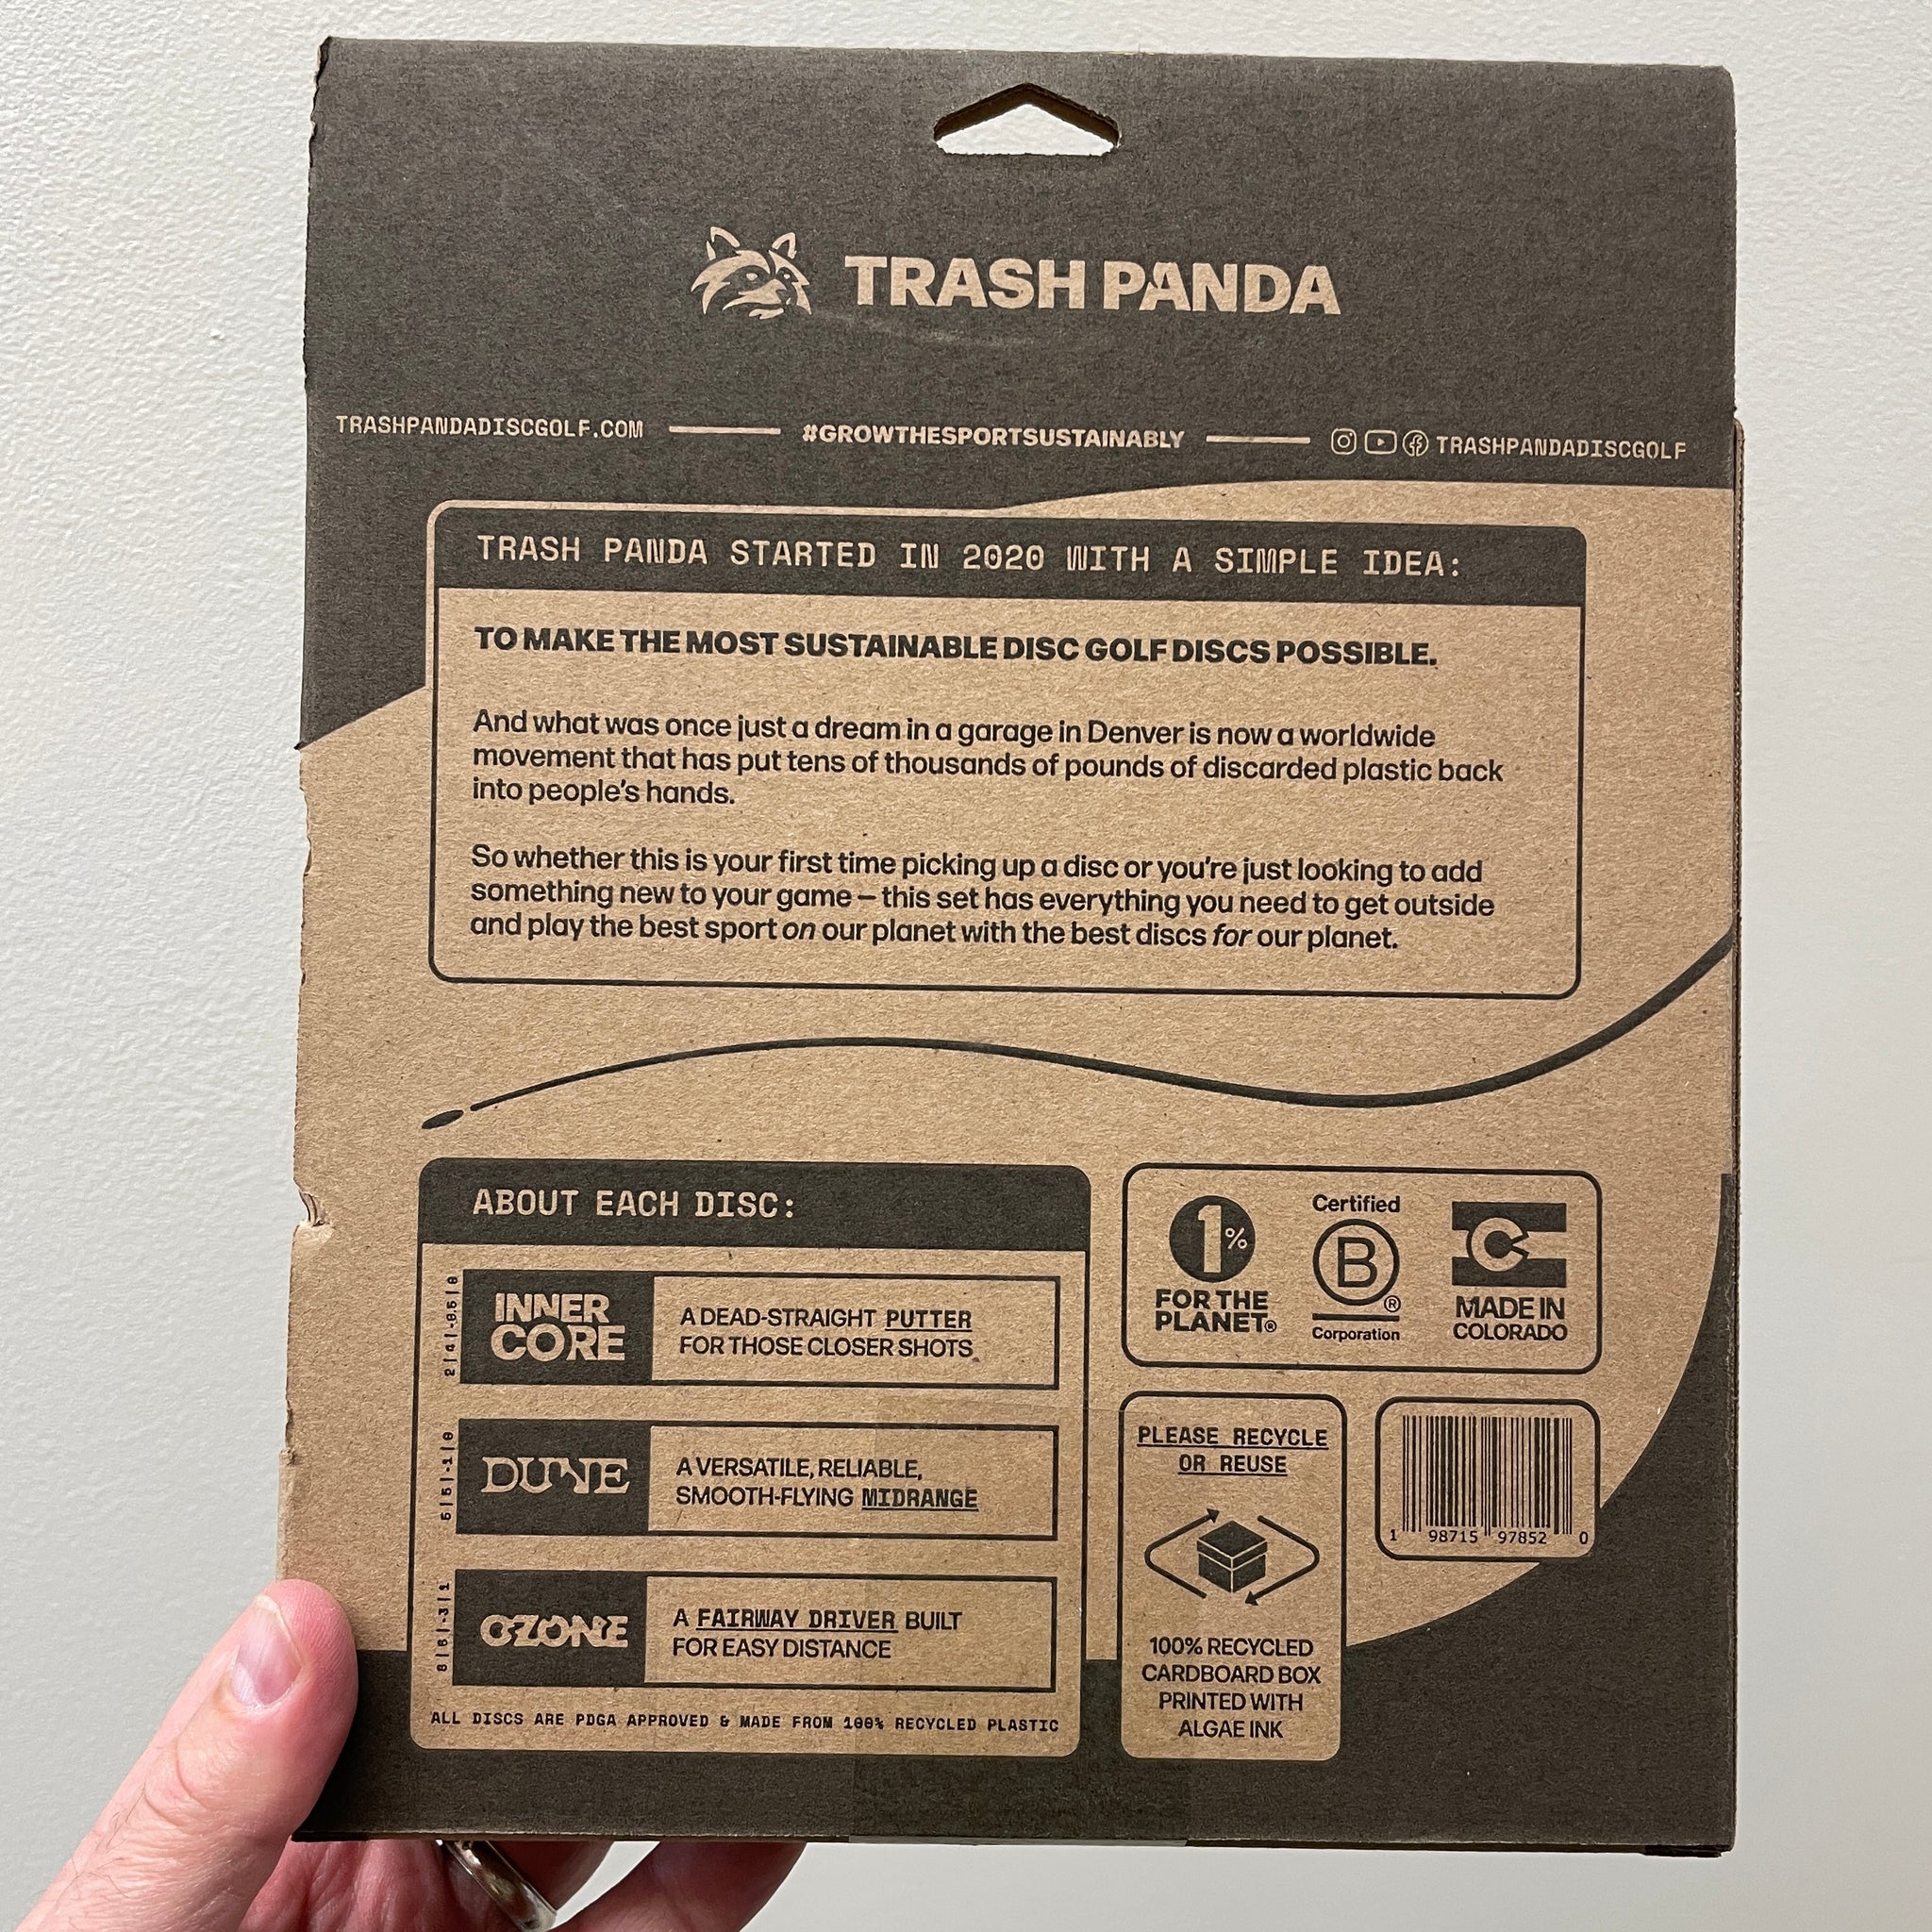 TRASH PANDA
TRASHPANDADISCGOLF.COM
#GROWTHESPORTSUSTAINABLY
TRASHPANDADISCGOLF
TRASH PANDA STARTED IN 2020 WITH A SIMPLE IDEA:
TO MAKE THE MOST SUSTAINABLE DISC GOLF DISCS POSSIBLE.
And what was once just a dream in a garage in Denver is now a worldwide
movement that has put tens of thousands of pounds of discarded plastic back
into people's hands.
So whether this is your first time picking up a disc or you're just looking to add
something new to your game – this set has everything you need to get outside
and play the best sport on our planet with the best discs for our planet.
ABOUT EACH DISC:
2|4|-0.5|0
INNER
CORE
A DEAD-STRAIGHT PUTTER
FOR THOSE CLOSER SHOTS
5|5|-1|0
DUNE
A VERSATILE, RELIABLE,
SMOOTH-FLYING MIDRANGE
8|6|-3|1
OZONE
A FAIRWAY DRIVER BUILT
FOR EASY DISTANCE
ALL DISCS ARE PDGA APPROVED & MADE FROM 100% RECYCLED PLASTIC
1%
FOR THE
PLANET®
Certified
B
®
Corporation
C
MADE IN
COLORADO
PLEASE RECYCLE
OR REUSE
100% RECYCLED
CARDBOARD BOX
PRINTED WITH
ALGAE INK
1 98715 97852 0